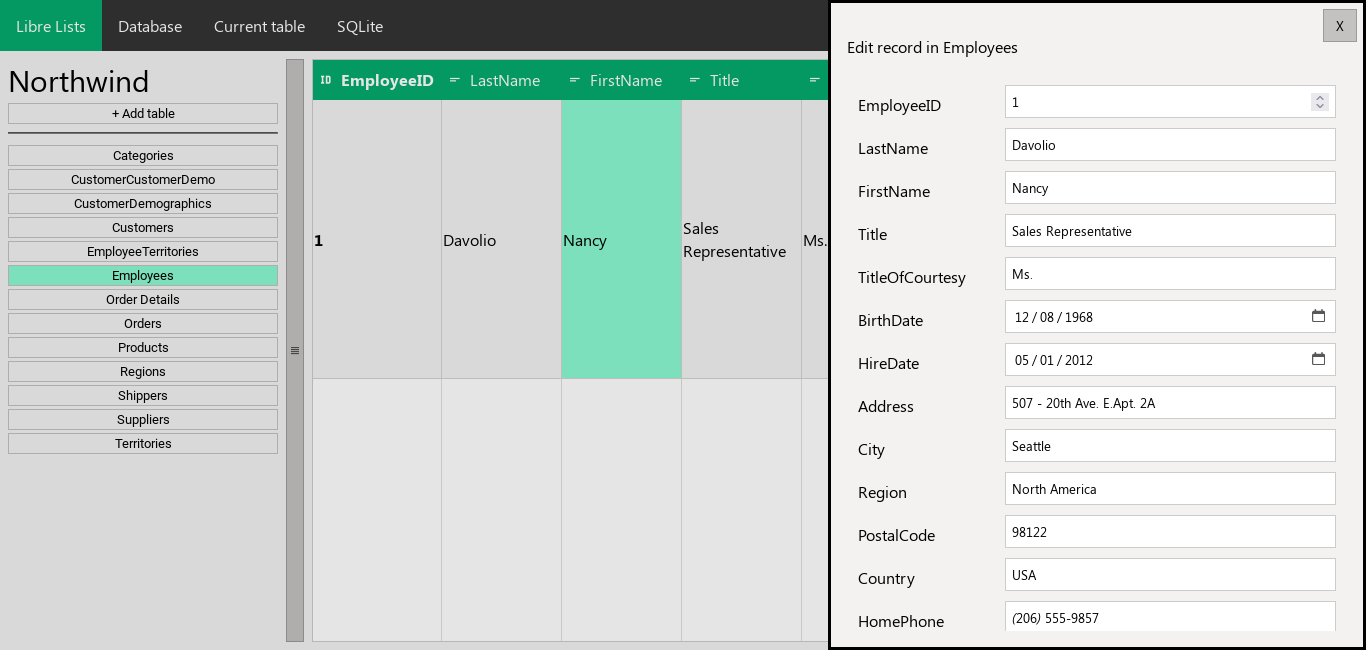 Libre Lists Database Current table SQLite
Northwind
+ Add table
Categories
CustomerCustomerDemo
CustomerDemographics
Customers
EmployeeTerritories
Employees
Order Details
Orders
Products
Regions
Shippers
Suppliers
Territories
ID EmployeeID LastName FirstName Title
1 Davolio Nancy Sales Representative Ms.
X
Edit record in Employees
EmployeeID 1
LastName Davolio
FirstName Nancy
Title Sales Representative
TitleOfCourtesy Ms.
BirthDate 12 / 08 / 1968
HireDate 05 / 01 / 2012
Address 507 - 20th Ave. E.Apt. 2A
City Seattle
Region North America
PostalCode 98122
Country USA
HomePhone (206) 555-9857